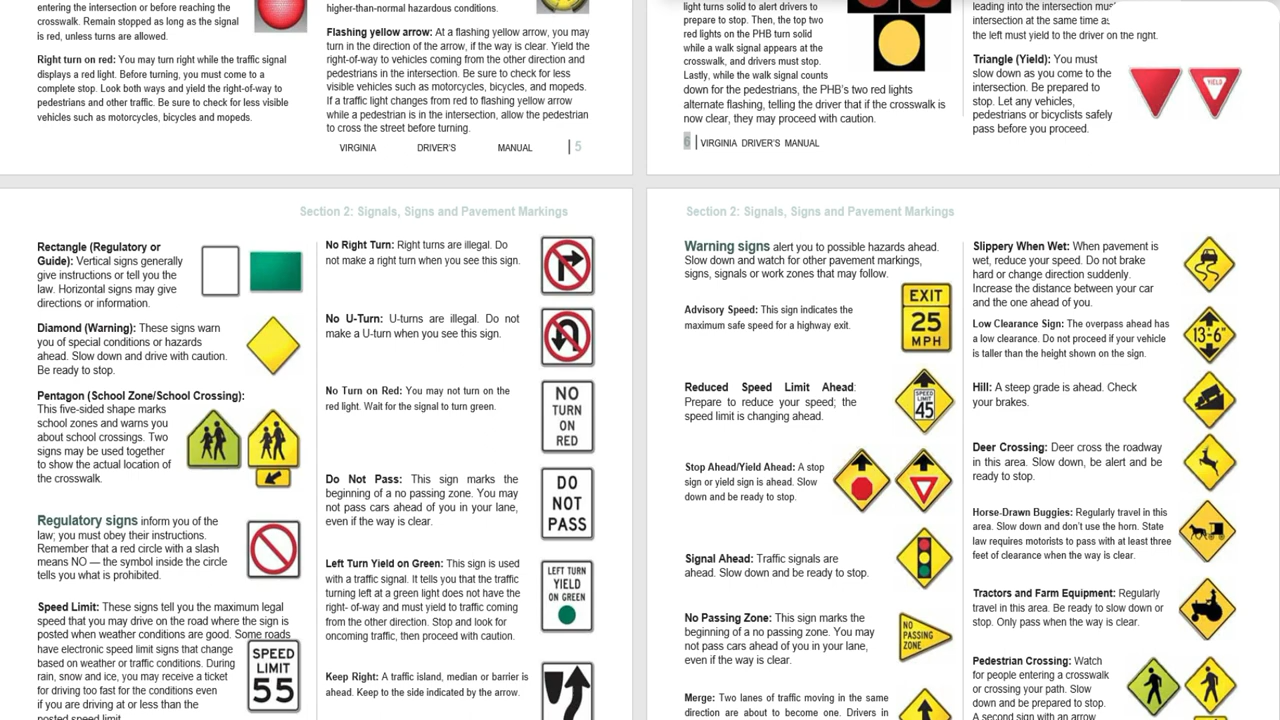 entering the intersection or before reaching the
crosswalk. Remain stopped as long as the signal
is red, unless turns are allowed.
Right turn on red: You may turn right while the traffic signal
displays a red light. Before turning, you must come to a
complete stop. Look both ways and yield the right-of-way to
pedestrians and other traffic. Be sure to check for less visible
vehicles such as motorcycles, bicycles and mopeds.
higher-than-normal hazardous conditions.
Flashing yellow arrow: At a flashing yellow arrow, you may
turn in the direction of the arrow, if the way is clear. Yield the
right-of-way to vehicles coming from the other direction and
pedestrians in the intersection. Be sure to check for less
visible vehicles such as motorcycles, bicycles, and mopeds.
If a traffic light changes from red to flashing yellow arrow
while a pedestrian is in the intersection, allow the pedestrian
to cross the street before turning.
VIRGINIA DRIVER'S MANUAL | 5
light turns solid to alert drivers to
prepare to stop. Then, the top two
red lights on the PHB turn solid
while a walk signal appears at the
crosswalk, and drivers must stop.
Lastly, while the walk signal counts
down for the pedestrians, the PHB's two red lights
alternate flashing, telling the driver that if the crosswalk is
now clear, they may proceed with caution.
6 | VIRGINIA DRIVER'S MANUAL
leading into the intersection must
intersection at the same time as
the left must yield to the driver on the right.
Triangle (Yield): You must
slow down as you come to the
intersection. Be prepared to
stop. Let any vehicles,
pedestrians or bicyclists safely
pass before you proceed.
YIELD
Section 2: Signals, Signs and Pavement Markings
Rectangle (Regulatory or
Guide): Vertical signs generally
give instructions or tell you the
law. Horizontal signs may give
directions or information.
Diamond (Warning): These signs warn
you of special conditions or hazards
ahead. Slow down and drive with caution.
Be ready to stop.
Pentagon (School Zone/School Crossing):
This five-sided shape marks
school zones and warns you
about school crossings. Two
signs may be used together
to show the actual location of
the crosswalk.
Regulatory signs inform you of the
law; you must obey their instructions.
Remember that a red circle with a slash
means NO — the symbol inside the circle
tells you what is prohibited.
Speed Limit: These signs tell you the maximum legal
speed that you may drive on the road where the sign is
posted when weather conditions are good. Some roads
have electronic speed limit signs that change
based on weather or traffic conditions. During
rain, snow and ice, you may receive a ticket
for driving too fast for the conditions even
if you are driving at or less than the
posted speed limit.
SPEED
LIMIT
55
No Right Turn: Right turns are illegal. Do
not make a right turn when you see this sign.
No U-Turn: U-turns are illegal. Do not
make a U-turn when you see this sign.
No Turn on Red: You may not turn on the
red light. Wait for the signal to turn green.
NO
TURN
ON
RED
Do Not Pass: This sign marks the
beginning of a no passing zone. You may
not pass cars ahead of you in your lane,
even if the way is clear.
DO
NOT
PASS
Left Turn Yield on Green: This sign is used
with a traffic signal. It tells you that the traffic
turning left at a green light does not have the
right- of-way and must yield to traffic coming
from the other direction. Stop and look for
oncoming traffic, then proceed with caution.
LEFT TURN
YIELD
ON GREEN
Keep Right: A traffic island, median or barrier is
ahead. Keep to the side indicated by the arrow.
Section 2: Signals, Signs and Pavement Markings
Warning signs alert you to possible hazards ahead.
Slow down and watch for other pavement markings,
signs, signals or work zones that may follow.
Advisory Speed: This sign indicates the
maximum safe speed for a highway exit.
EXIT
25
MPH
Reduced Speed Limit Ahead:
Prepare to reduce your speed; the
speed limit is changing ahead.
SPEED
LIMIT
45
Stop Ahead/Yield Ahead: A stop
sign or yield sign is ahead. Slow
down and be ready to stop.
Signal Ahead: Traffic signals are
ahead. Slow down and be ready to stop.
No Passing Zone: This sign marks the
beginning of a no passing zone. You may
not pass cars ahead of you in your lane,
even if the way is clear.
NO
PASSING
ZONE
Merge: Two lanes of traffic moving in the same
direction are about to become one. Drivers in
Slippery When Wet: When pavement is
wet, reduce your speed. Do not brake
hard or change direction suddenly.
Increase the distance between your car
and the one ahead of you.
Low Clearance Sign: The overpass ahead has
a low clearance. Do not proceed if your vehicle
is taller than the height shown on the sign.
13'-6"
Hill: A steep grade is ahead. Check
your brakes.
Deer Crossing: Deer cross the roadway
in this area. Slow down, be alert and be
ready to stop.
Horse-Drawn Buggies: Regularly travel in this
area. Slow down and don't use the horn. State
law requires motorists to pass with at least three
feet of clearance when the way is clear.
Tractors and Farm Equipment: Regularly
travel in this area. Be ready to slow down or
stop. Only pass when the way is clear.
Pedestrian Crossing: Watch
for people entering a crosswalk
or crossing your path. Slow
down and be prepared to stop.
A second sign with an arrow